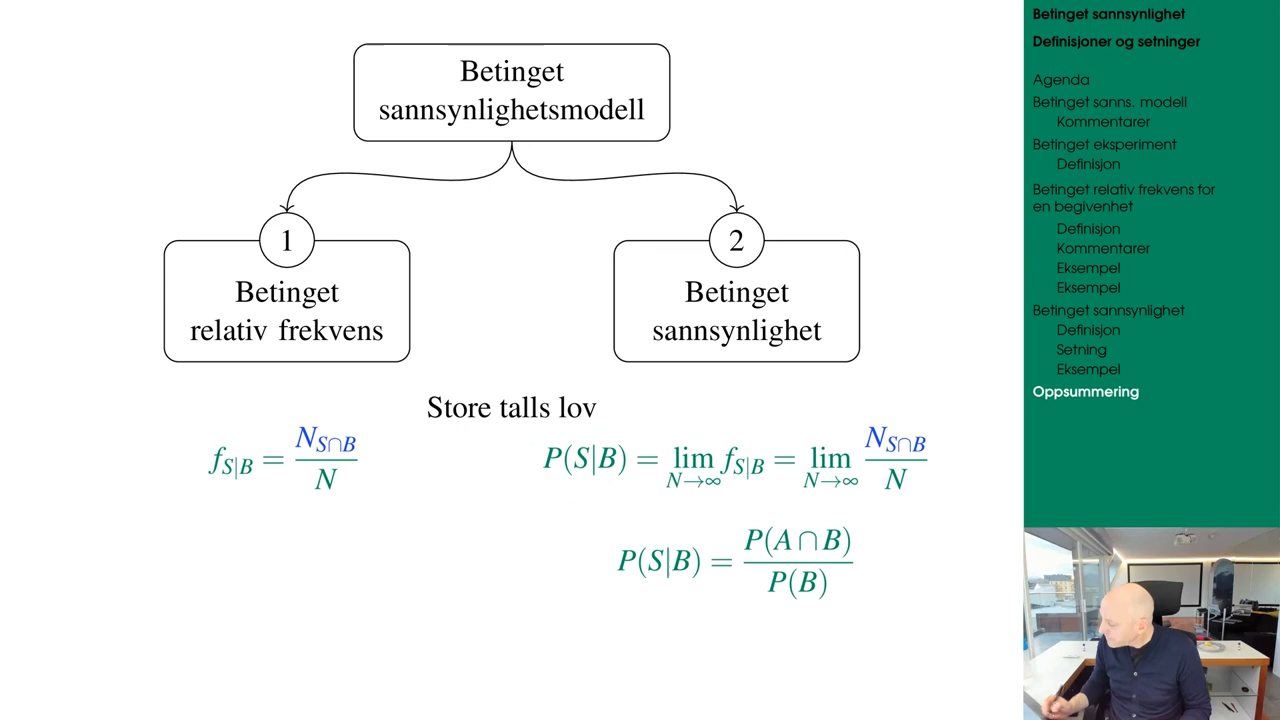 Betinget
sannsynlighetsmodell
1
Betinget
relativ frekvens
2
Betinget
sannsynlighet
Store talls lov
f_{S|B} = N_{S∩B} / N
P(S|B) = lim_{N→∞} f_{S|B} = lim_{N→∞} N_{S∩B} / N
P(S|B) = P(A∩B) / P(B)
Betinget sannsynlighet
Definisjoner og setninger
Agenda
Betinget sanns. modell
Kommentarer
Betinget eksperiment
Definisjon
Betinget relativ frekvens for
en begivenhet
Definisjon
Kommentarer
Eksempel
Eksempel
Betinget sannsynlighet
Definisjon
Setning
Eksempel
Oppsummering